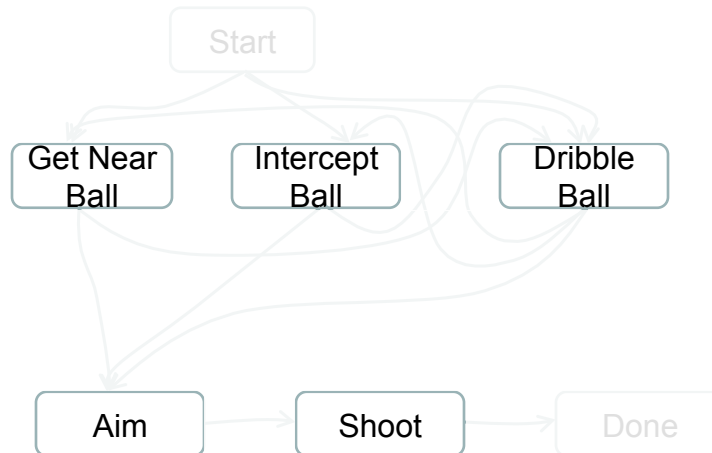 Start
Get Near
Ball
Intercept
Ball
Dribble
Ball
Aim
Shoot
Done